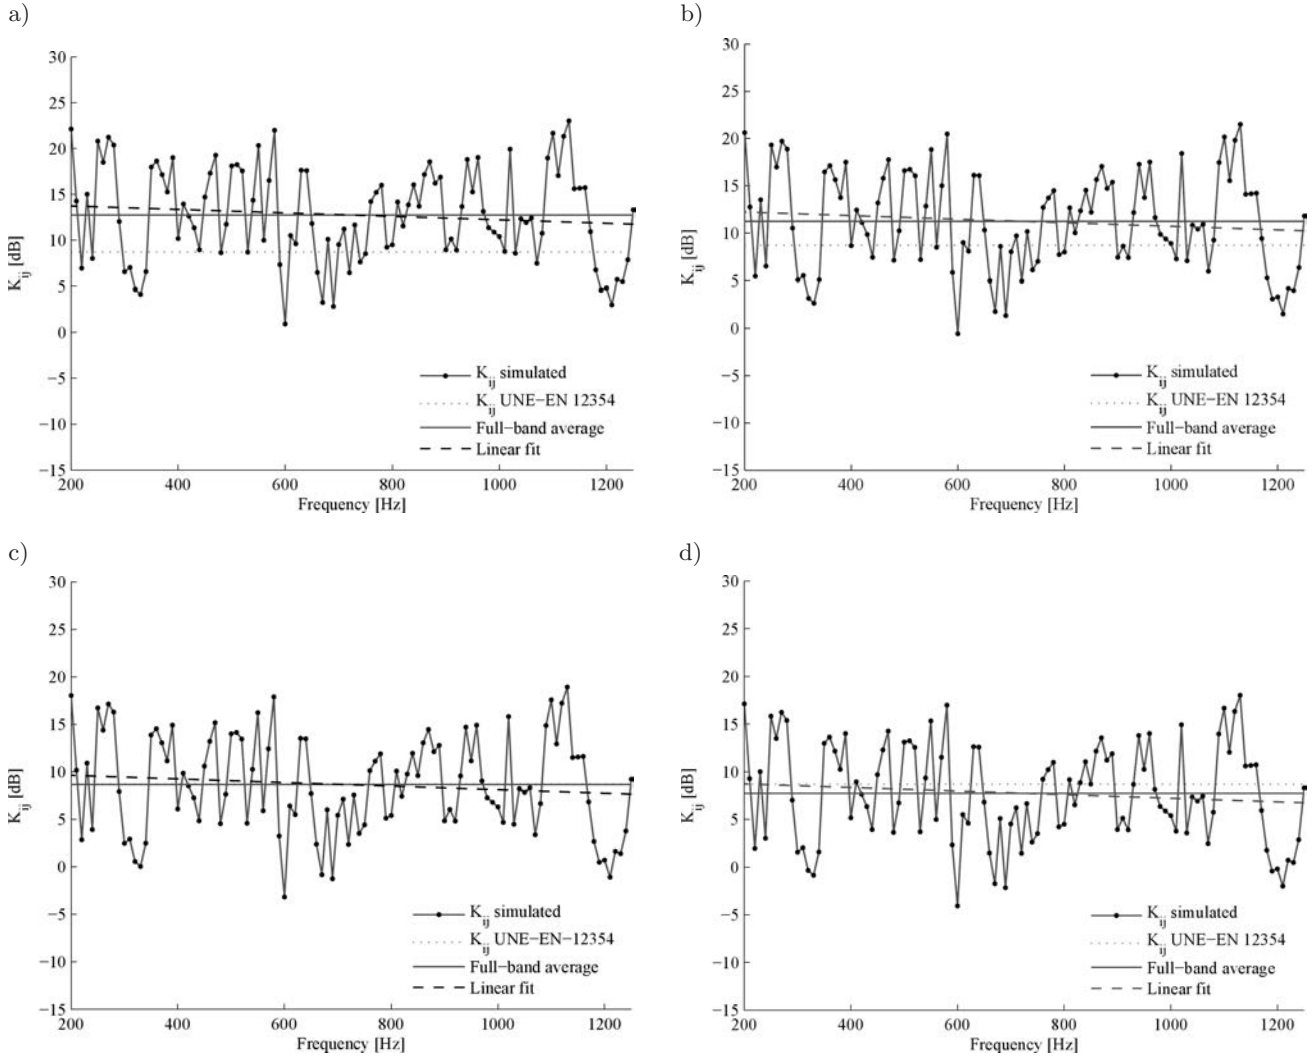 a)
30
25
20
15
10
5
0
−5
−10
−15
K_ij [dB]
200 400 600 800 1000 1200
Frequency [Hz]
K_ij simulated
K_ij UNE−EN 12354
Full−band average
Linear fit
b)
30
25
20
15
10
5
0
−5
−10
−15
K_ij [dB]
200 400 600 800 1000 1200
Frequency [Hz]
K_ij simulated
K_ij UNE−EN 12354
Full−band average
Linear fit
c)
30
25
20
15
10
5
0
−5
−10
−15
K_ij [dB]
200 400 600 800 1000 1200
Frequency [Hz]
K_ij simulated
K_ij UNE−EN−12354
Full−band average
Linear fit
d)
30
25
20
15
10
5
0
−5
−10
−15
K_ij [dB]
200 400 600 800 1000 1200
Frequency [Hz]
K_ij simulated
K_ij UNE−EN 12354
Full−band average
Linear fit